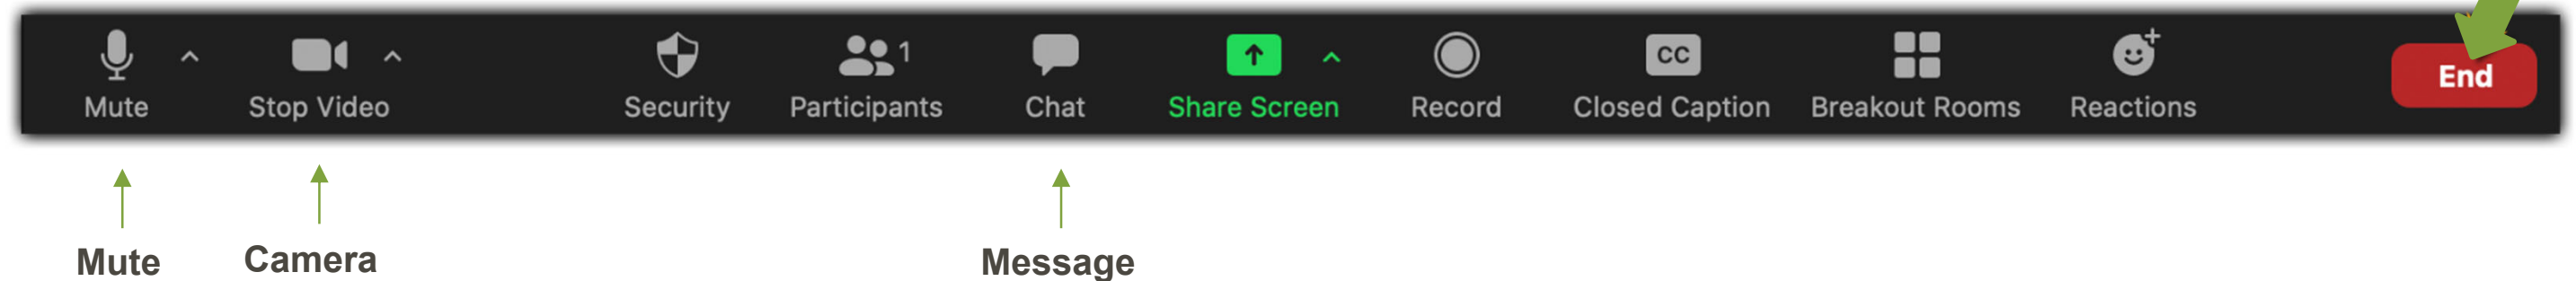 1
CC
Mute Stop Video Security Participants Chat Share Screen Record Closed Caption Breakout Rooms Reactions End
Mute Camera Message